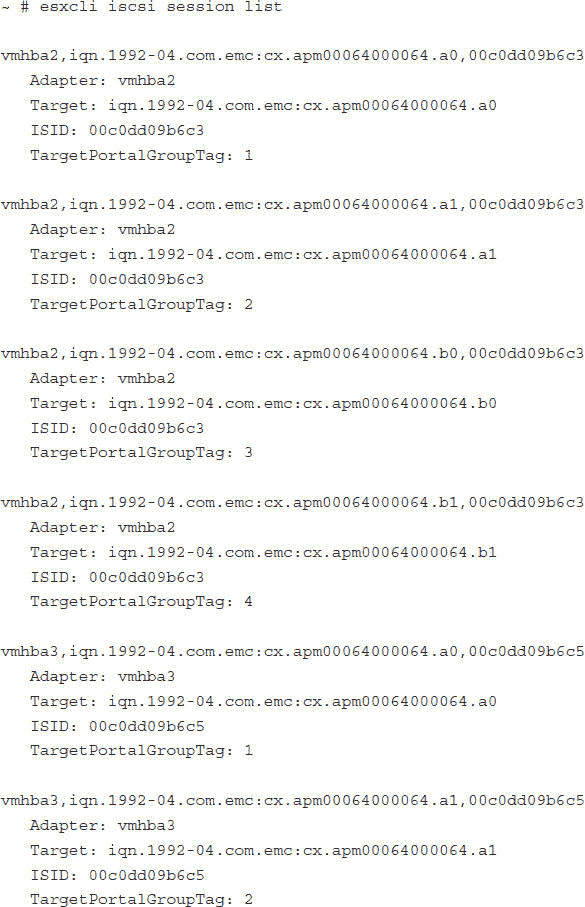 ~ # esxcli iscsi session list
vmhba2,iqn.1992-04.com.emc:cx.apm00064000064.a0,00c0dd09b6c3
Adapter: vmhba2
Target: iqn.1992-04.com.emc:cx.apm00064000064.a0
ISID: 00c0dd09b6c3
TargetPortalGroupTag: 1
vmhba2,iqn.1992-04.com.emc:cx.apm00064000064.a1,00c0dd09b6c3
Adapter: vmhba2
Target: iqn.1992-04.com.emc:cx.apm00064000064.a1
ISID: 00c0dd09b6c3
TargetPortalGroupTag: 2
vmhba2,iqn.1992-04.com.emc:cx.apm00064000064.b0,00c0dd09b6c3
Adapter: vmhba2
Target: iqn.1992-04.com.emc:cx.apm00064000064.b0
ISID: 00c0dd09b6c3
TargetPortalGroupTag: 3
vmhba2,iqn.1992-04.com.emc:cx.apm00064000064.b1,00c0dd09b6c3
Adapter: vmhba2
Target: iqn.1992-04.com.emc:cx.apm00064000064.b1
ISID: 00c0dd09b6c3
TargetPortalGroupTag: 4
vmhba3,iqn.1992-04.com.emc:cx.apm00064000064.a0,00c0dd09b6c5
Adapter: vmhba3
Target: iqn.1992-04.com.emc:cx.apm00064000064.a0
ISID: 00c0dd09b6c5
TargetPortalGroupTag: 1
vmhba3,iqn.1992-04.com.emc:cx.apm00064000064.a1,00c0dd09b6c5
Adapter: vmhba3
Target: iqn.1992-04.com.emc:cx.apm00064000064.a1
ISID: 00c0dd09b6c5
TargetPortalGroupTag: 2